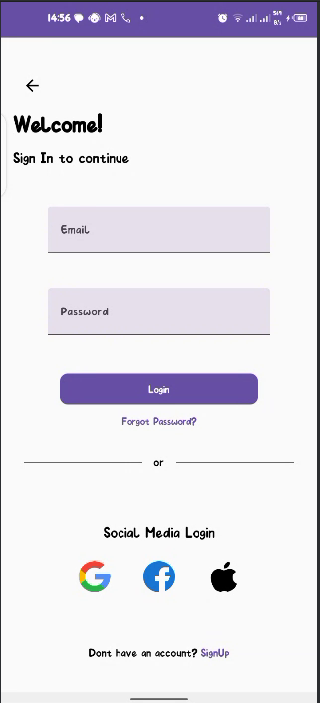 14:56
Welcome!
Sign In to continue
Email
Password
Login
Forgot Password?
or
Social Media Login
Dont have an account? SignUp